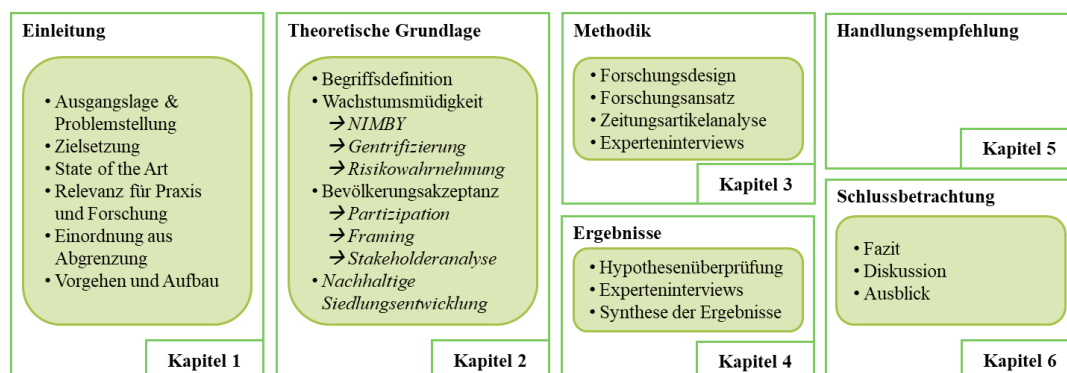 Einleitung
• Ausgangslage &
Problemstellung
• Zielsetzung
• State of the Art
• Relevanz für Praxis
und Forschung
• Einordnung aus
Abgrenzung
• Vorgehen und Aufbau
Kapitel 1
Theoretische Grundlage
• Begriffsdefinition
• Wachstumsmüdigkeit
→ NIMBY
→ Gentrifizierung
→ Risikowahrnehmung
• Bevölkerungsakzeptanz
→ Partizipation
→ Framing
→ Stakeholderanalyse
• Nachhaltige
Siedlungsentwicklung
Kapitel 2
Methodik
• Forschungsdesign
• Forschungsansatz
• Zeitungsartikelanalyse
• Experteninterviews
Kapitel 3
Ergebnisse
• Hypothesenüberprüfung
• Experteninterviews
• Synthese der Ergebnisse
Kapitel 4
Handlungsempfehlung
Kapitel 5
Schlussbetrachtung
• Fazit
• Diskussion
• Ausblick
Kapitel 6